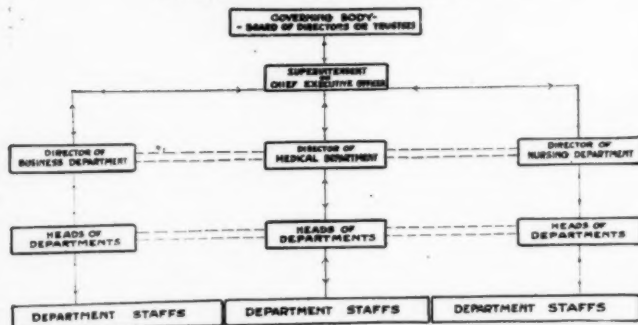 GOVERNING BODY-
- BOARD OF DIRECTORS OR TRUSTEES
SUPERINTENDENT
OR
CHIEF EXECUTIVE OFFICER
DIRECTOR OF
BUSINESS DEPARTMENT
DIRECTOR OF
MEDICAL DEPARTMENT
DIRECTOR OF
NURSING DEPARTMENT
HEADS OF
DEPARTMENTS
HEADS OF
DEPARTMENTS
HEADS OF
DEPARTMENTS
DEPARTMENT STAFFS
DEPARTMENT STAFFS
DEPARTMENT STAFFS